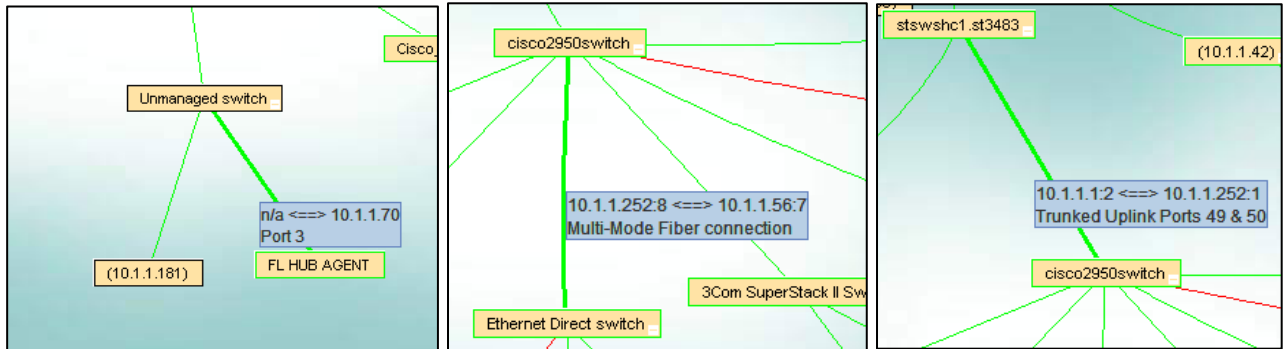 Cisco_
Unmanaged switch
n/a <==> 10.1.1.70
Port 3
(10.1.1.181)
FL HUB AGENT
cisco2950switch
10.1.1.252:8 <==> 10.1.1.56:7
Multi-Mode Fiber connection
3Com SuperStack II Sw
Ethernet Direct switch
stswshc1.st3483
(10.1.1.42)
10.1.1.1:2 <==> 10.1.1.252:1
Trunked Uplink Ports 49 & 50
cisco2950switch